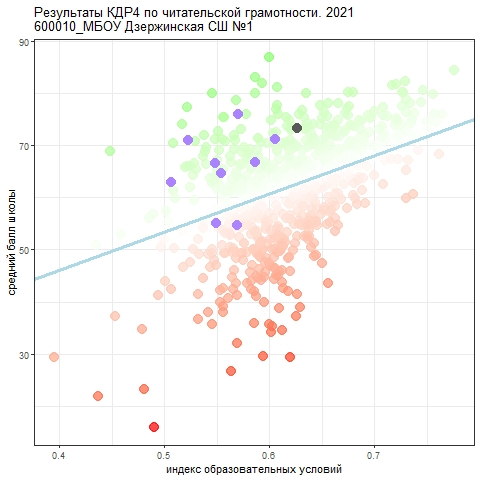 Результаты КДР4 по читательской грамотности. 2021
600010_МБОУ Дзержинская СШ №1
90
70
50
30
средний балл школы
0.4
0.5
0.6
0.7
индекс образовательных условий